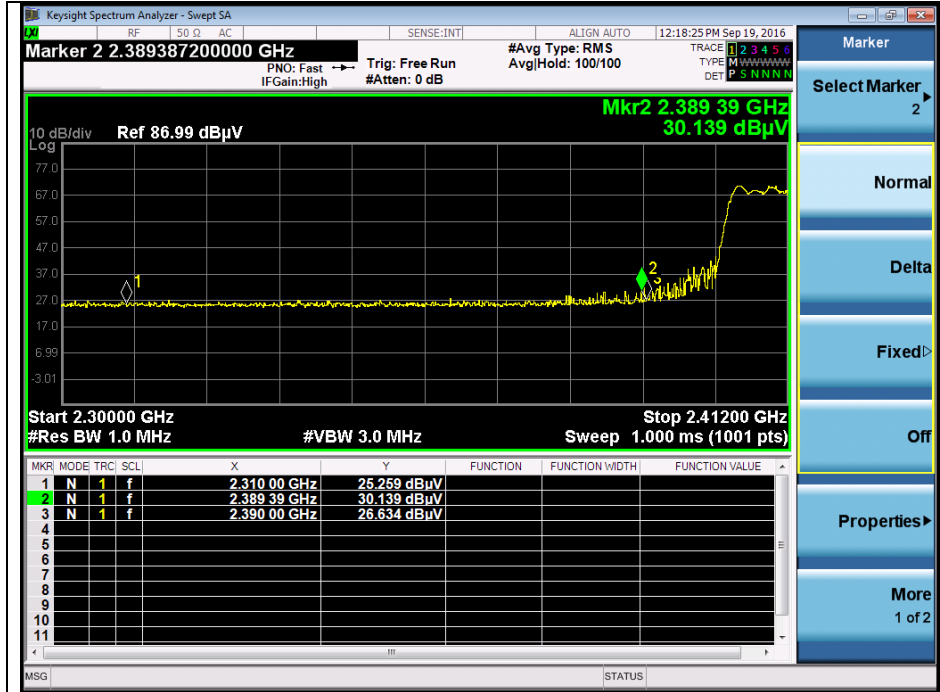 Keysight Spectrum Analyzer - Swept SA
LXI RF 50 Ω AC SENSE:INT ALIGN AUTO 12:18:25 PM Sep 19, 2016
Marker 2 2.389387200000 GHz
PNO: Fast
IFGain:High
Trig: Free Run
#Atten: 0 dB
#Avg Type: RMS
Avg|Hold: 100/100
TRACE 1 2 3 4 5 6
TYPE M WWWWW
DET P S N N N N
Mkr2 2.389 39 GHz
30.139 dBµV
10 dB/div Ref 86.99 dBµV
Log
77.0
67.0
57.0
47.0
37.0
27.0
17.0
6.99
-3.01
1
2
3
Start 2.30000 GHz Stop 2.41200 GHz
#Res BW 1.0 MHz #VBW 3.0 MHz Sweep 1.000 ms (1001 pts)
MKR MODE TRC SCL X Y FUNCTION FUNCTION WIDTH FUNCTION VALUE
1 N 1 f 2.310 00 GHz 25.259 dBµV
2 N 1 f 2.389 39 GHz 30.139 dBµV
3 N 1 f 2.390 00 GHz 26.634 dBµV
4
5
6
7
8
9
10
11
MSG STATUS
Marker
Select Marker
2
Normal
Delta
Fixed
Off
Properties
More
1 of 2